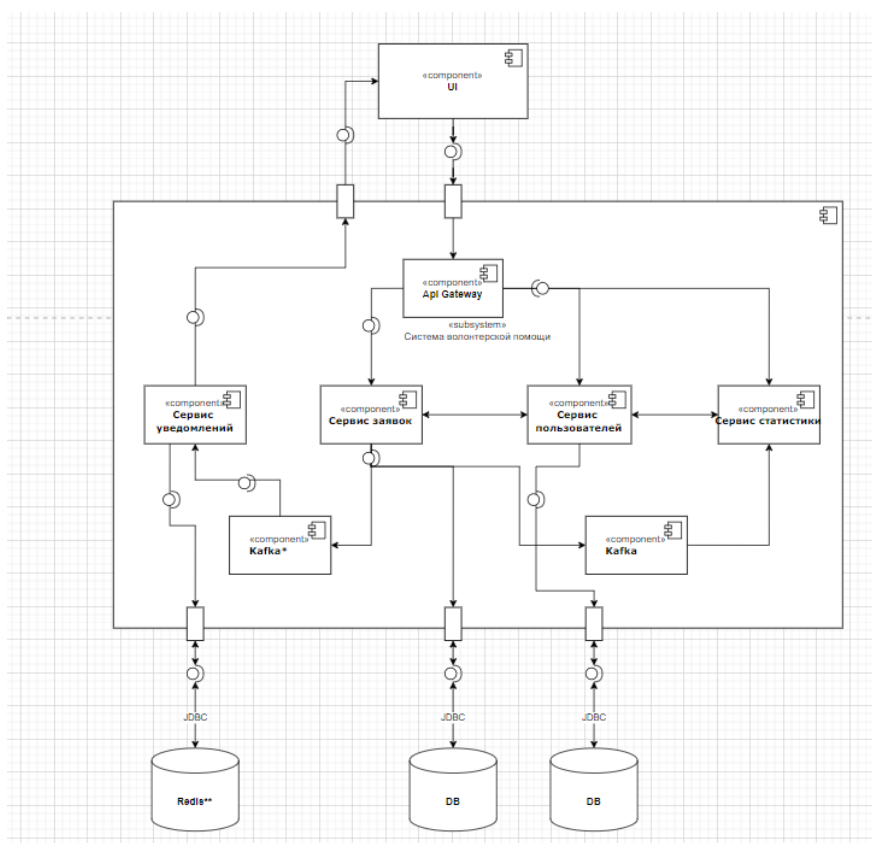 «component»
UI
«component»
Api Gateway
«subsystem»
Система волонтерской помощи
«component»
Сервис
уведомлений
«component»
Сервис заявок
«component»
Сервис
пользователей
«component»
Сервис статистики
«component»
Kafka*
«component»
Kafka
JDBC
JDBC
JDBC
Redis**
DB
DB